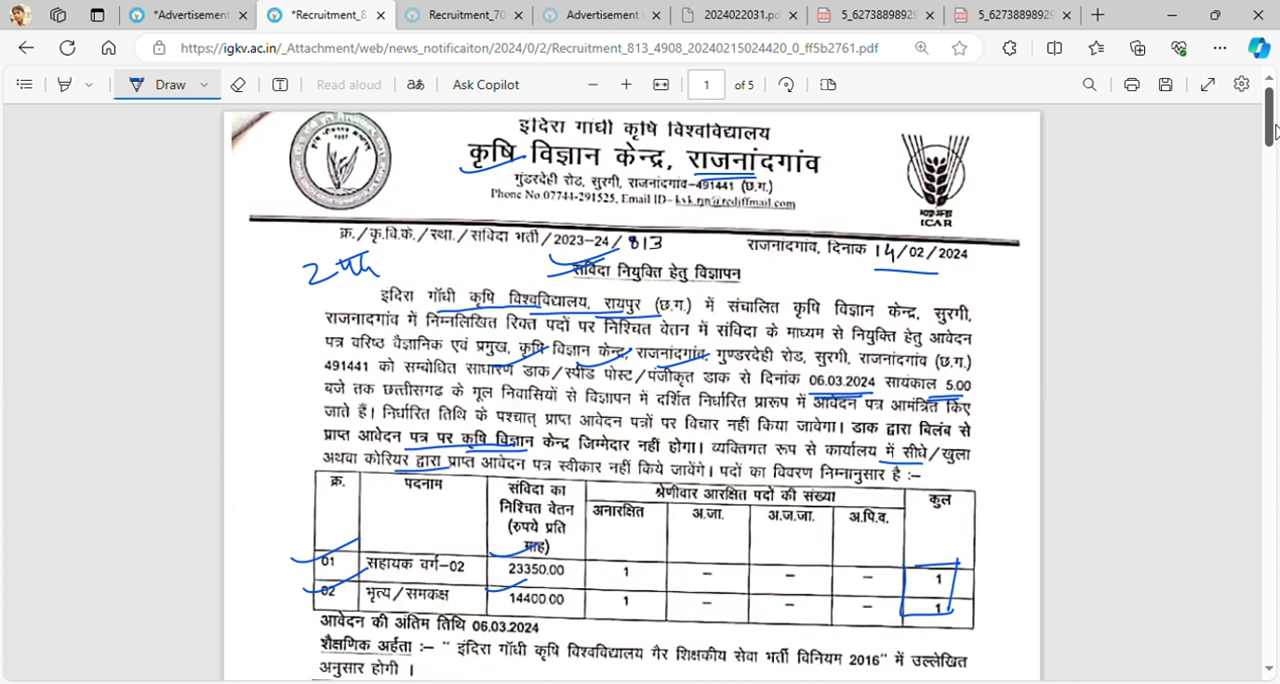 *Advertisement
*Recruitment_8
Recruitment_70
Advertisement
2024022031.pd
5_62738898929
5_6273889892
https://igkv.ac.in/_Attachment/web/news_notificaiton/2024/0/2/Recruitment_813_4908_20240215024420_0_ff5b2761.pdf
Draw
Read aloud
Ask Copilot
1 of 5
इंदिरा गांधी कृषि विश्वविद्यालय
कृषि विज्ञान केन्द्र, राजनांदगांव
गुंडरदेही रोड, सुरगी, राजनांदगांव-491441 (छ.ग.)
Phone No.07744-291525, Email ID- ksk.rjn@rediffmail.com
ICAR
क्र./कृ.वि.के./स्था./संविदा भर्ती/2023-24/813
राजनादगांव, दिनाक 14/02/2024
संविदा नियुक्ति हेतु विज्ञापन
इदिरा गॉधी कृषि विश्वविद्यालय, रायपुर (छ.ग.) में संचालित कृषि विज्ञान केन्द्र, सुरगी,
राजनादगांव में निम्नलिखित रिक्त पदों पर निश्चित वेतन में संविदा के माध्यम से नियुक्ति हेतु आवेदन
पत्र वरिष्ठ वैज्ञानिक एवं प्रमुख, कृषि विज्ञान केन्द्र, राजनांदगांव, गुण्डरदेही रोड, सुरगी, राजनांदगांव (छ.ग.)
491441 को सम्बोधित साधारण डाक/स्पीड पोस्ट/पंजीकृत डाक से दिनांक 06.03.2024 सायंकाल 5.00
बजे तक छत्तीसगढ़ के मूल निवासियों से विज्ञापन में दर्शित निर्धारित प्रारूप में आवेदन पत्र आमंत्रित किए
जाते हैं। निर्धारित तिथि के पश्चात् प्राप्त आवेदन पत्रों पर विचार नहीं किया जावेगा। डाक द्वारा बिलंब से
प्राप्त आवेदन पत्र पर कृषि विज्ञान केन्द्र जिम्मेदार नहीं होगा। व्यक्तिगत रूप से कार्यालय में सीधे/खुला
अथवा कोरियर द्वारा प्राप्त आवेदन पत्र स्वीकार नहीं किये जावेंगे। पदों का विवरण निम्नानुसार है :–
क्र. पदनाम संविदा का निश्चित वेतन (रुपये प्रति माह) श्रेणीवार आरक्षित पदों की संख्या कुल
अनारक्षित अ.जा. अ.ज.जा. अ.पि.व.
01 सहायक वर्ग–02 23350.00 1 – – – 1
02 भृत्य/समकक्ष 14400.00 1 – – – 1
आवेदन की अंतिम तिथि 06.03.2024
शैक्षणिक अर्हता :– " इंदिरा गॉधी कृषि विश्वविद्यालय गैर शिक्षकीय सेवा भर्ती विनियम 2016" में उल्लेखित
अनुसार होगी ।